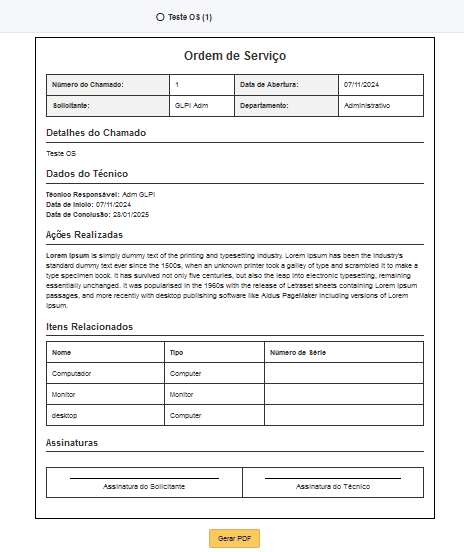 Teste OS (1)
Ordem de Serviço
Número do Chamado: 1 Data de Abertura: 07/11/2024
Solicitante: GLPI Adm Departamento: Administrativo
Detalhes do Chamado
Teste OS
Dados do Técnico
Técnico Responsável: Adm GLPI
Data de Início: 07/11/2024
Data de Conclusão: 28/01/2025
Ações Realizadas
Lorem Ipsum is simply dummy text of the printing and typesetting industry. Lorem Ipsum has been the industry's
standard dummy text ever since the 1500s, when an unknown printer took a galley of type and scrambled it to make a
type specimen book. It has survived not only five centuries, but also the leap into electronic typesetting, remaining
essentially unchanged. It was popularised in the 1960s with the release of Letraset sheets containing Lorem Ipsum
passages, and more recently with desktop publishing software like Aldus PageMaker including versions of Lorem
Ipsum.
Itens Relacionados
Nome Tipo Número de Série
Computador Computer
Monitor Monitor
desktop Computer
Assinaturas
Assinatura do Solicitante Assinatura do Técnico
Gerar PDF